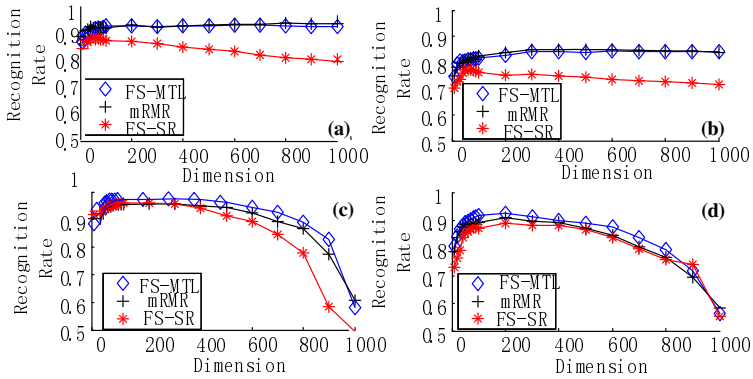 1
0.9
0.8
0.7
0.6
0.5
Recognition
Rate
FS-MTL
mRMR
FS-SR
(a)
0 200 400 600 800 1000
Dimension
1
0.9
0.8
0.7
0.6
0.5
Recognition
Rate
FS-MTL
mRMR
FS-SR
(b)
0 200 400 600 800 1000
Dimension
1
0.9
0.8
0.7
0.6
0.5
Recognition
Rate
FS-MTL
mRMR
FS-SR
(c)
0 200 400 600 800 1000
Dimension
1
0.9
0.8
0.7
0.6
0.5
Recognition
Rate
FS-MTL
mRMR
FS-SR
(d)
0 200 400 600 800 1000
Dimension